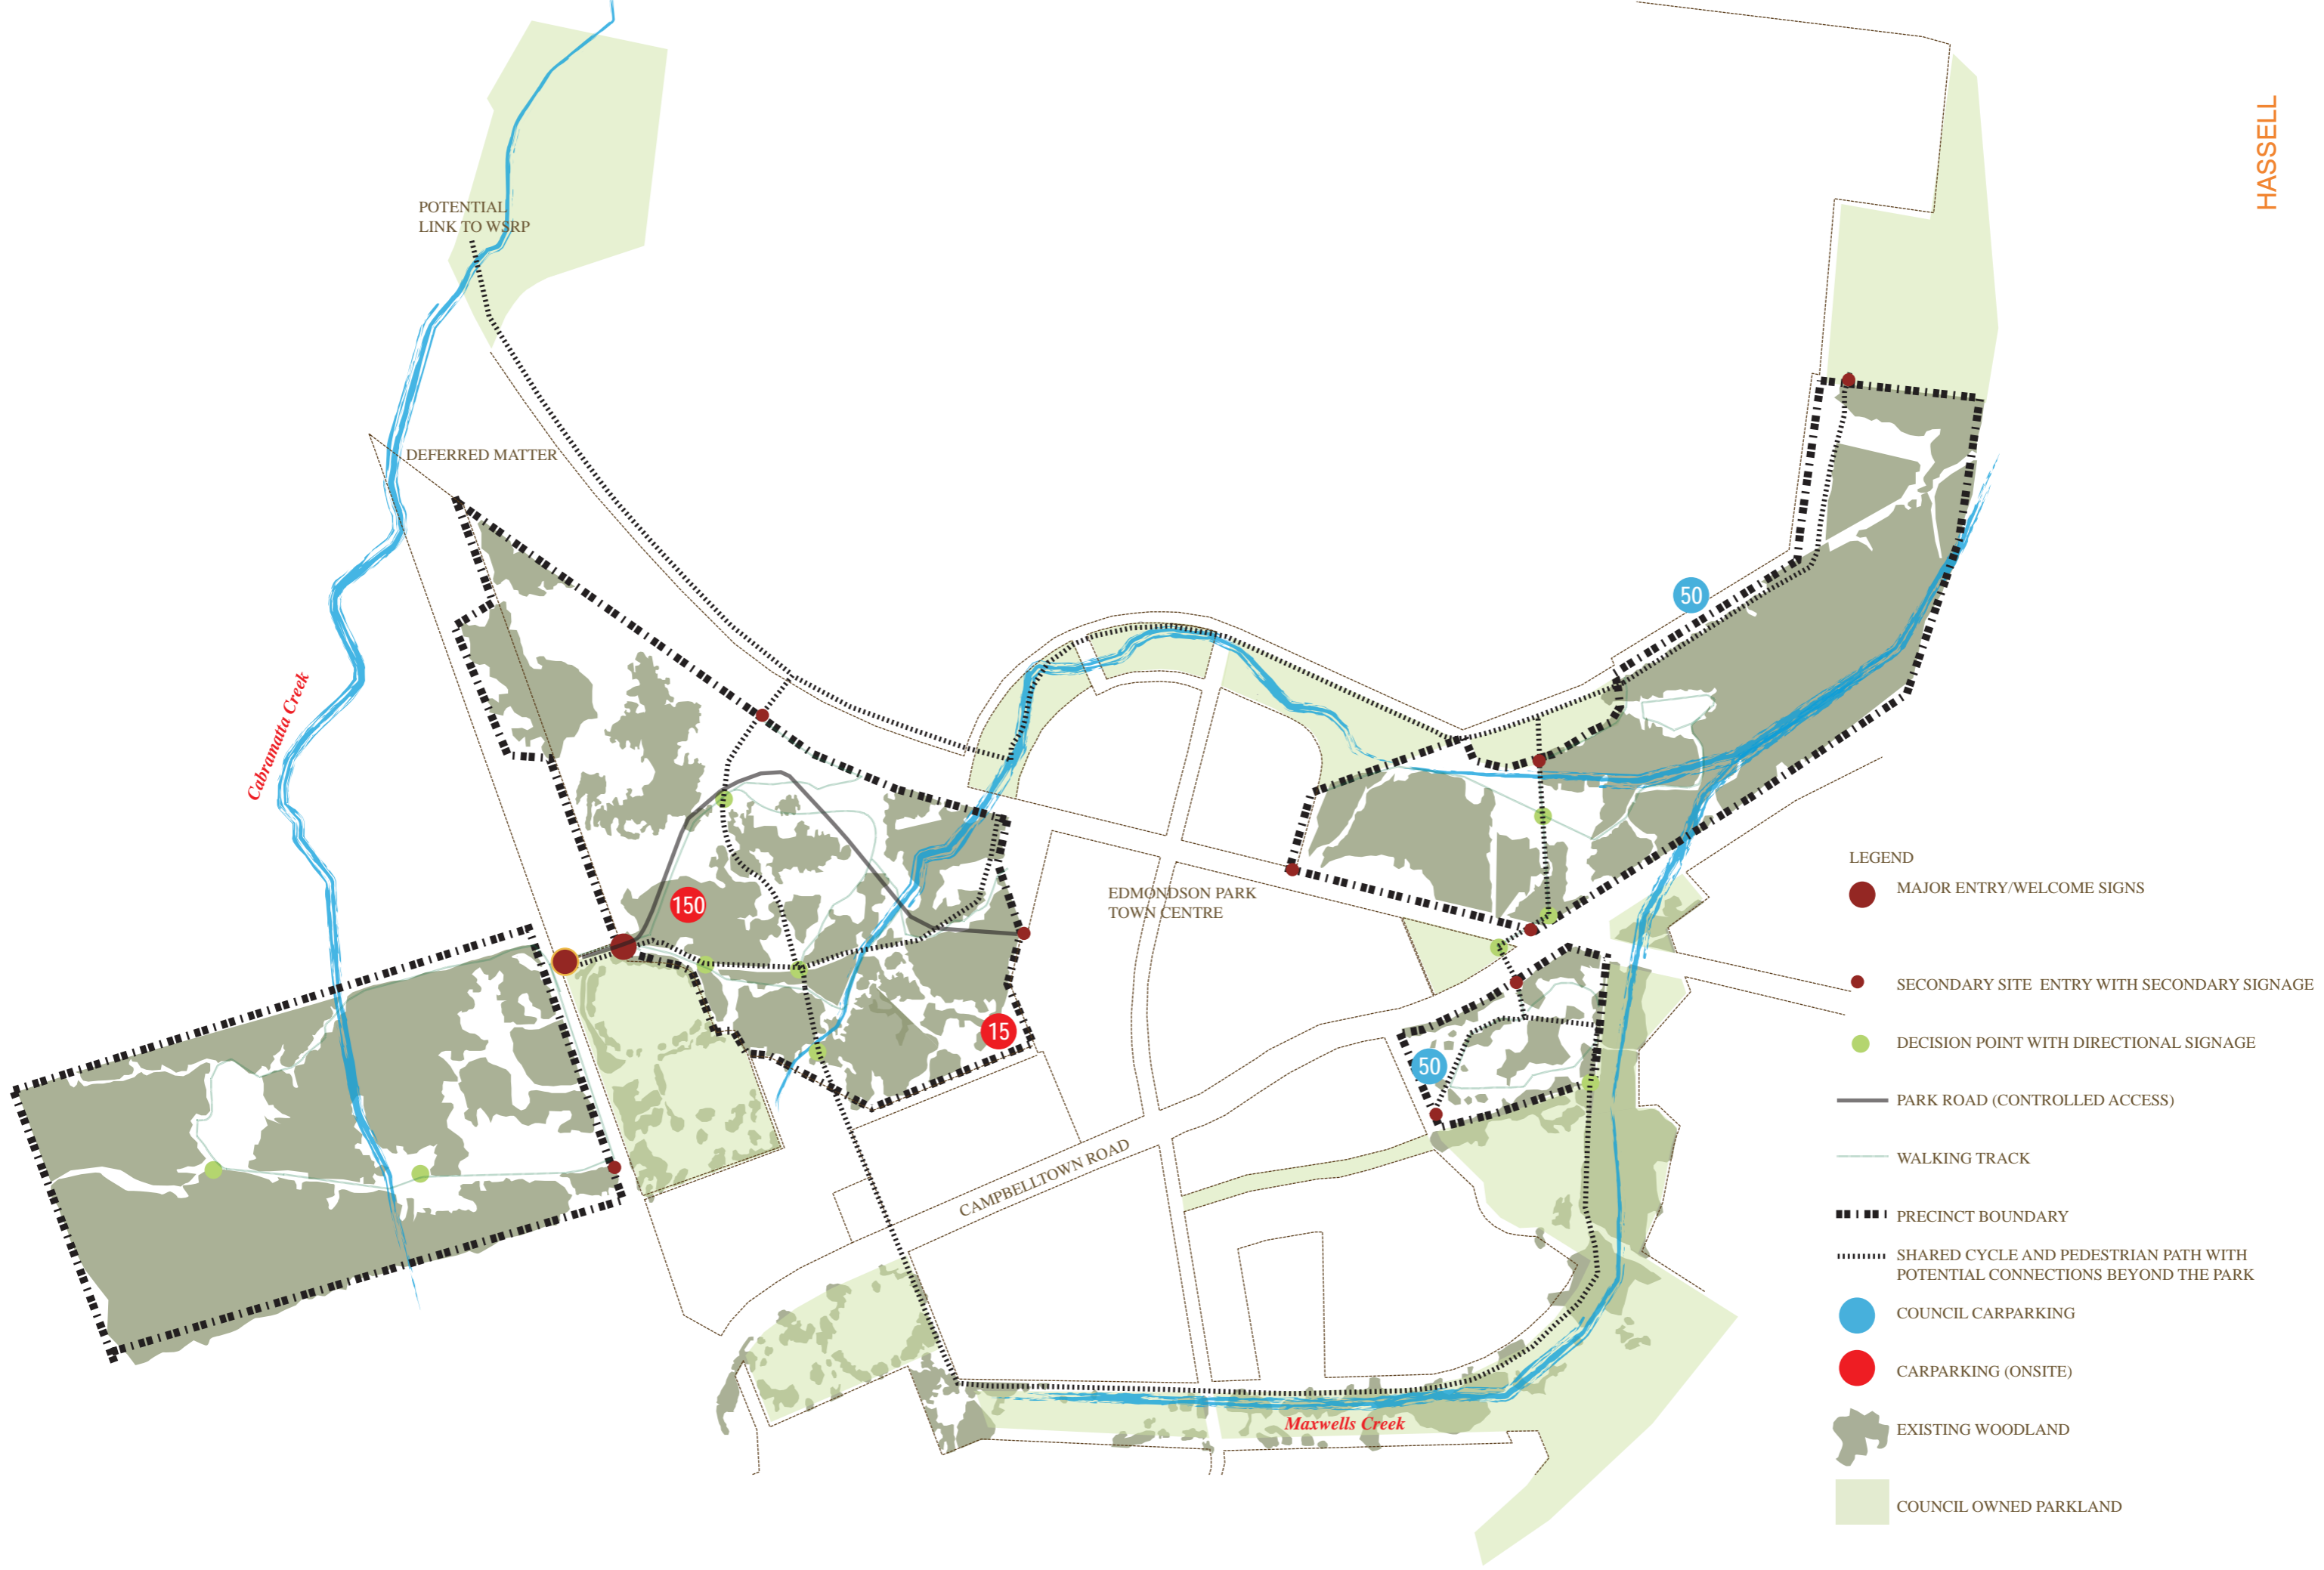 HASSELL
POTENTIAL
LINK TO WSRP
DEFERRED MATTER
Cabramatta Creek
50
150
EDMONDSON PARK
TOWN CENTRE
15
50
CAMPBELLTOWN ROAD
Maxwells Creek
LEGEND
MAJOR ENTRY/WELCOME SIGNS
SECONDARY SITE ENTRY WITH SECONDARY SIGNAGE
DECISION POINT WITH DIRECTIONAL SIGNAGE
PARK ROAD (CONTROLLED ACCESS)
WALKING TRACK
PRECINCT BOUNDARY
SHARED CYCLE AND PEDESTRIAN PATH WITH
POTENTIAL CONNECTIONS BEYOND THE PARK
COUNCIL CARPARKING
CARPARKING (ONSITE)
EXISTING WOODLAND
COUNCIL OWNED PARKLAND